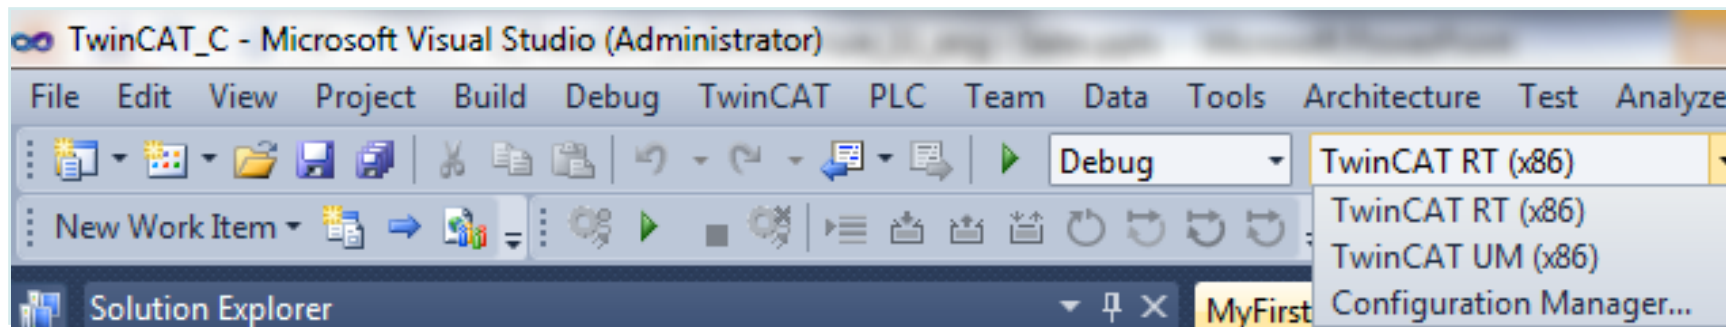 TwinCAT_C - Microsoft Visual Studio (Administrator)
File Edit View Project Build Debug TwinCAT PLC Team Data Tools Architecture Test Analyze
Debug TwinCAT RT (x86)
TwinCAT RT (x86)
New Work Item
TwinCAT UM (x86)
Solution Explorer MyFirst Configuration Manager...